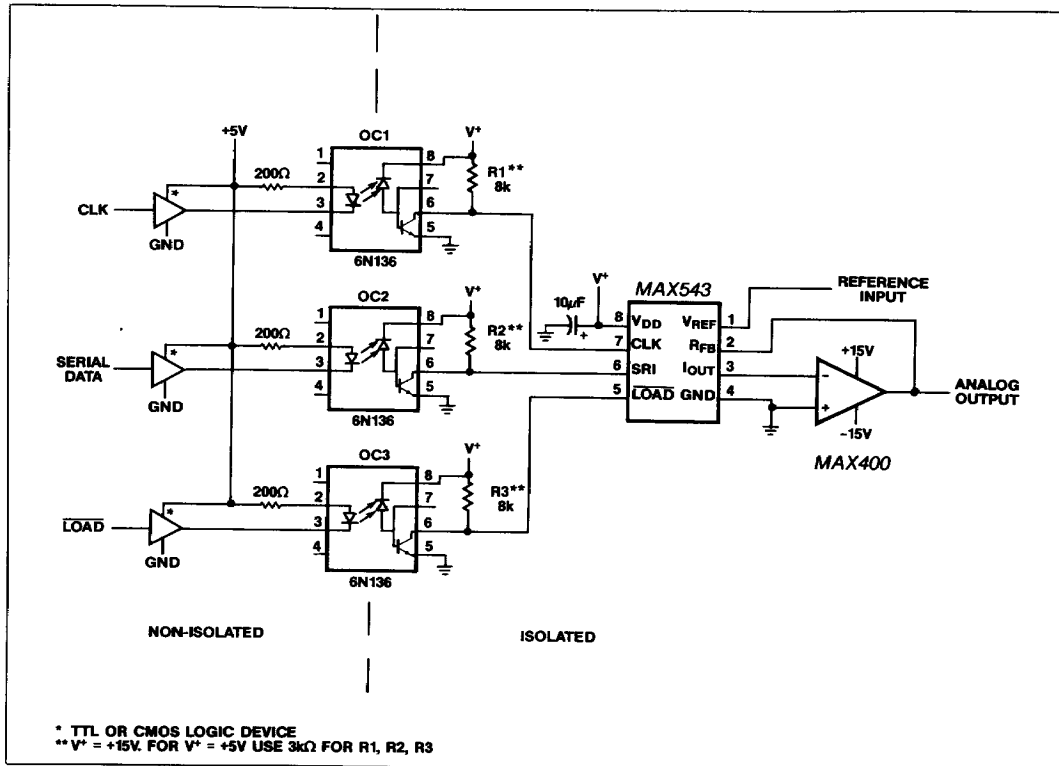 +5V
OC1
V⁺
200Ω
1
2
3
4
8
7
6
5
R1**
8k
*
CLK
GND
6N136
OC2
V⁺
200Ω
1
2
3
4
8
7
6
5
R2**
8k
*
SERIAL
DATA
GND
6N136
OC3
V⁺
200Ω
1
2
3
4
8
7
6
5
R3**
8k
*
L̅O̅A̅D̅
GND
6N136
V⁺
10µF
+
MAX543
8 VDD VREF 1
7 CLK RFB 2
6 SRI IOUT 3
5 L̅O̅A̅D̅ GND 4
REFERENCE
INPUT
+15V
−
+
−15V
MAX400
ANALOG
OUTPUT
NON-ISOLATED
ISOLATED
* TTL OR CMOS LOGIC DEVICE
** V⁺ = +15V. FOR V⁺ = +5V USE 3kΩ FOR R1, R2, R3